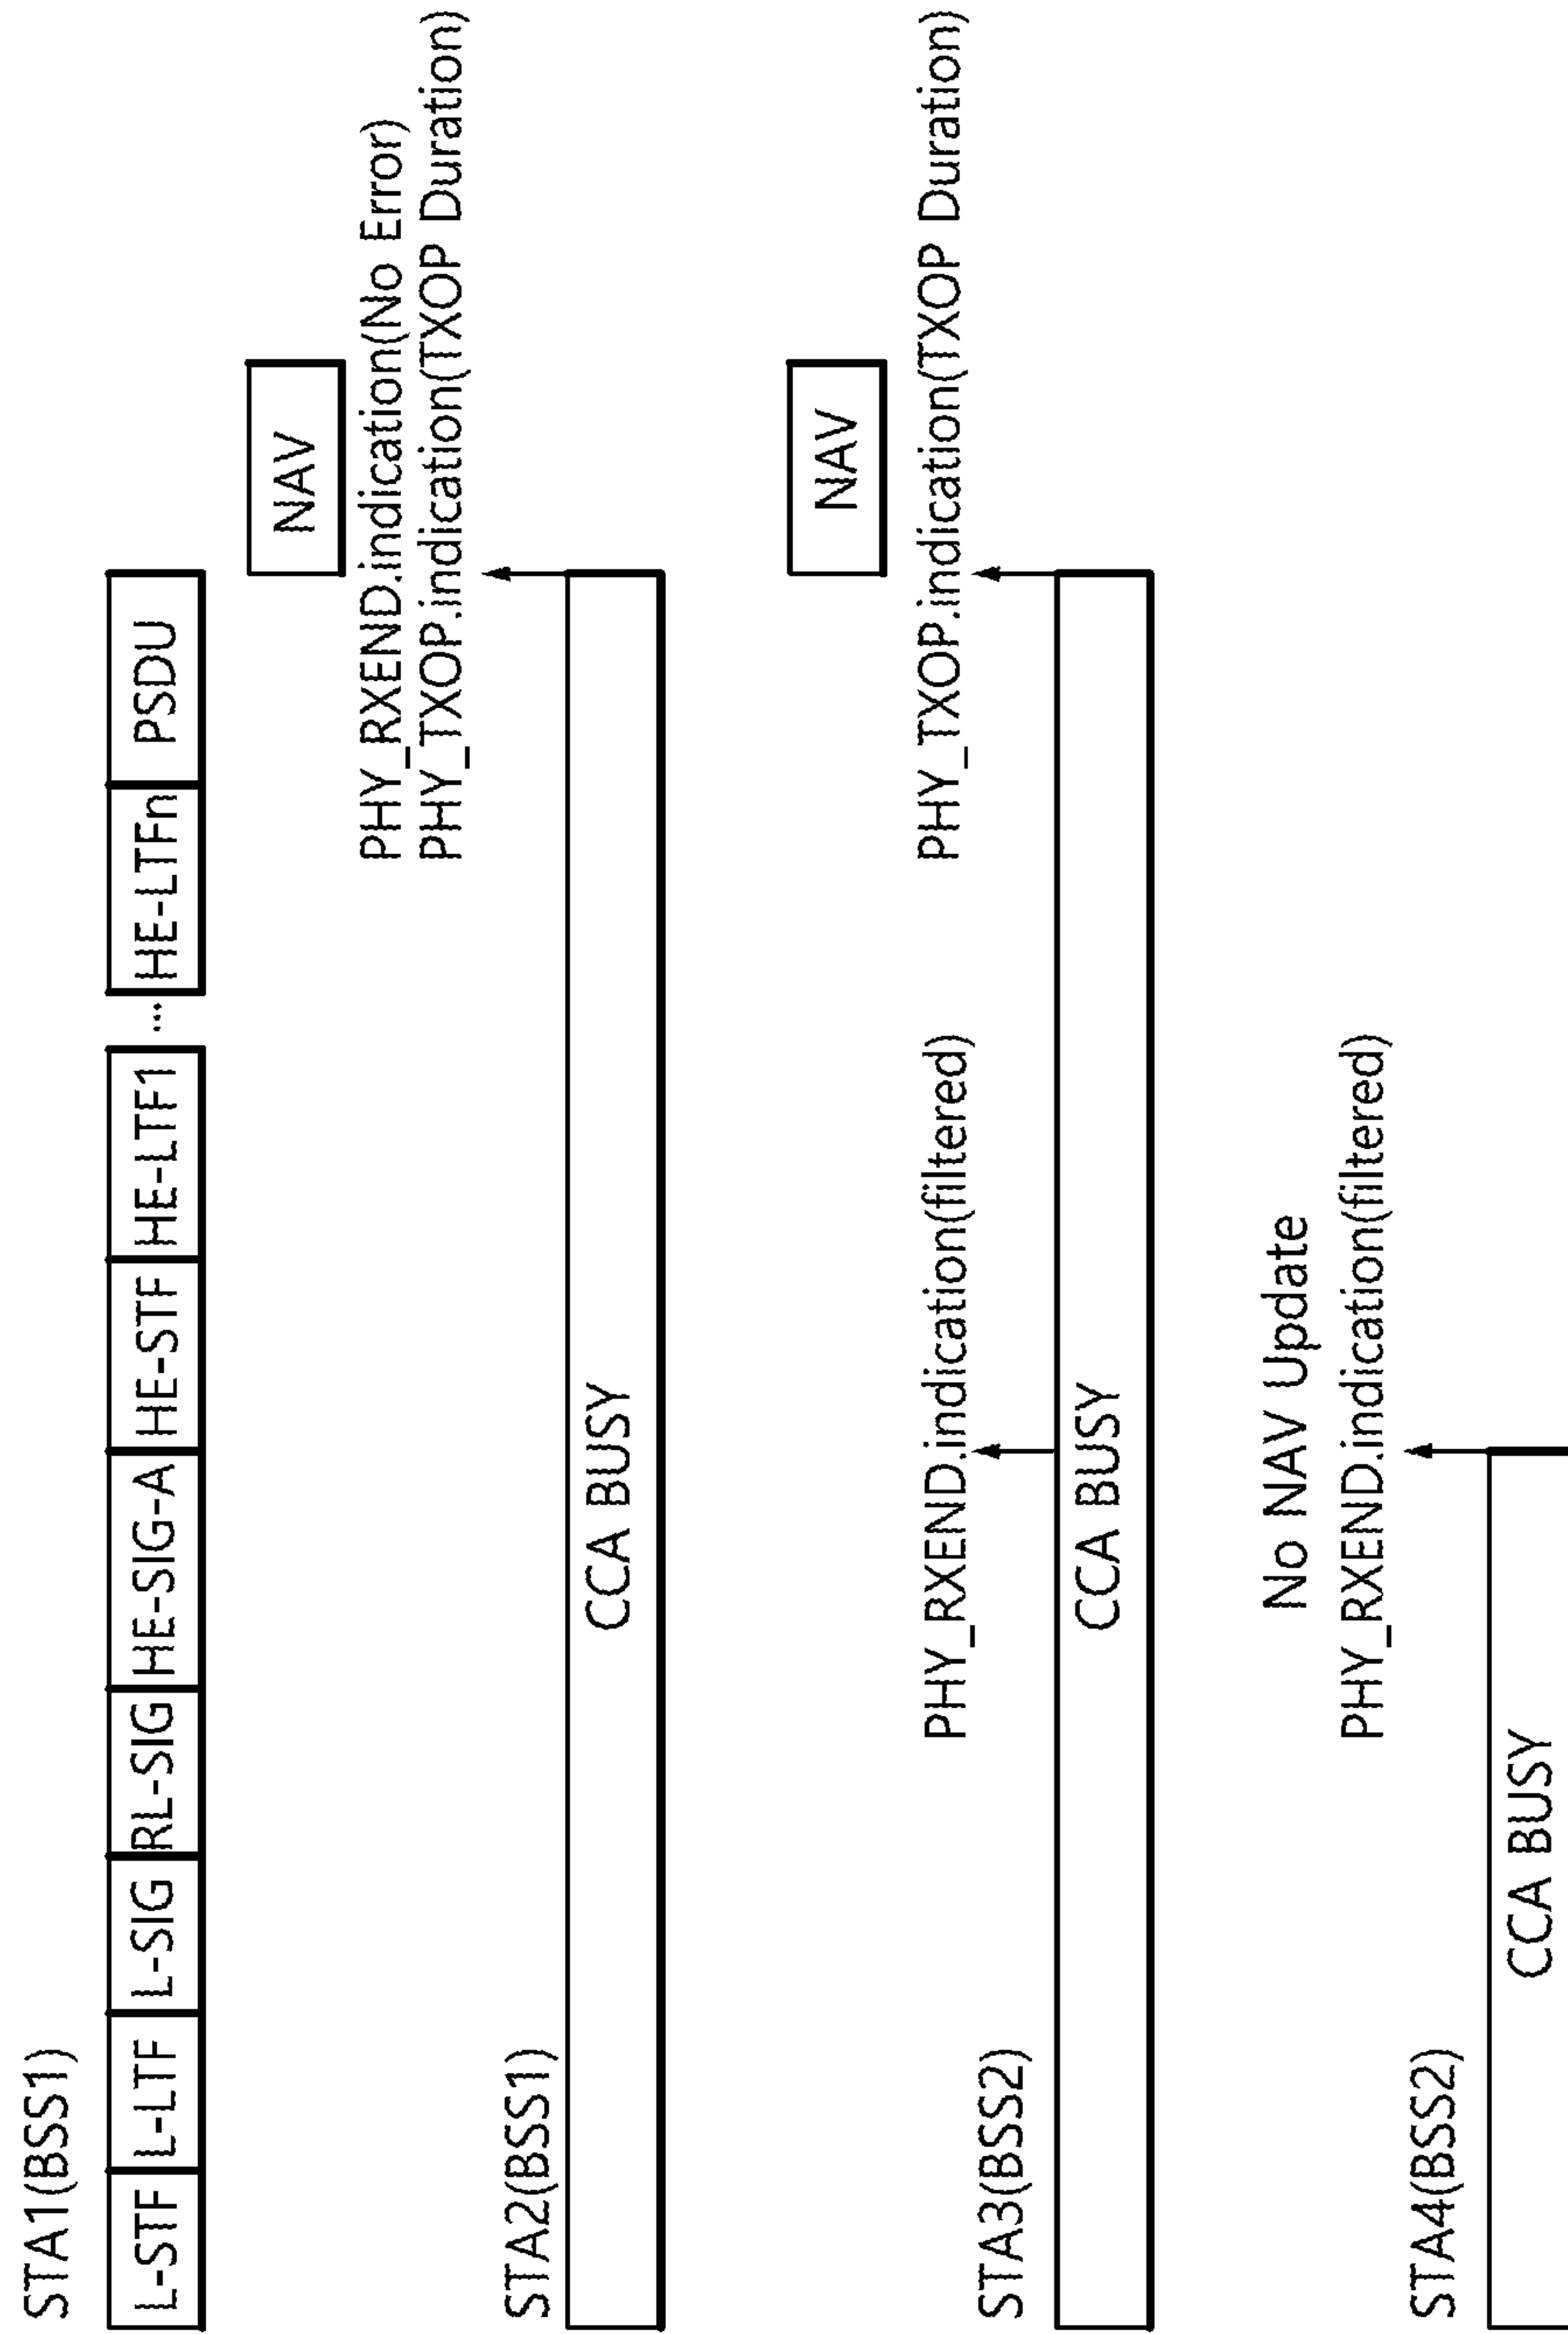 STA1(BSS1)
L-STF L-LTF L-SIG RL-SIG HE-SIG-A HE-STF HE-LTF1 ... HE-LTFn PSDU
NAV
PHY_RXEND.indication(No Error)
PHY_TXOP.indication(TXOP Duration)
STA2(BSS1)
CCA BUSY
NAV
PHY_RXEND.indication(filtered)
PHY_TXOP.indication(TXOP Duration)
STA3(BSS2)
CCA BUSY
No NAV Update
PHY_RXEND.indication(filtered)
STA4(BSS2)
CCA BUSY